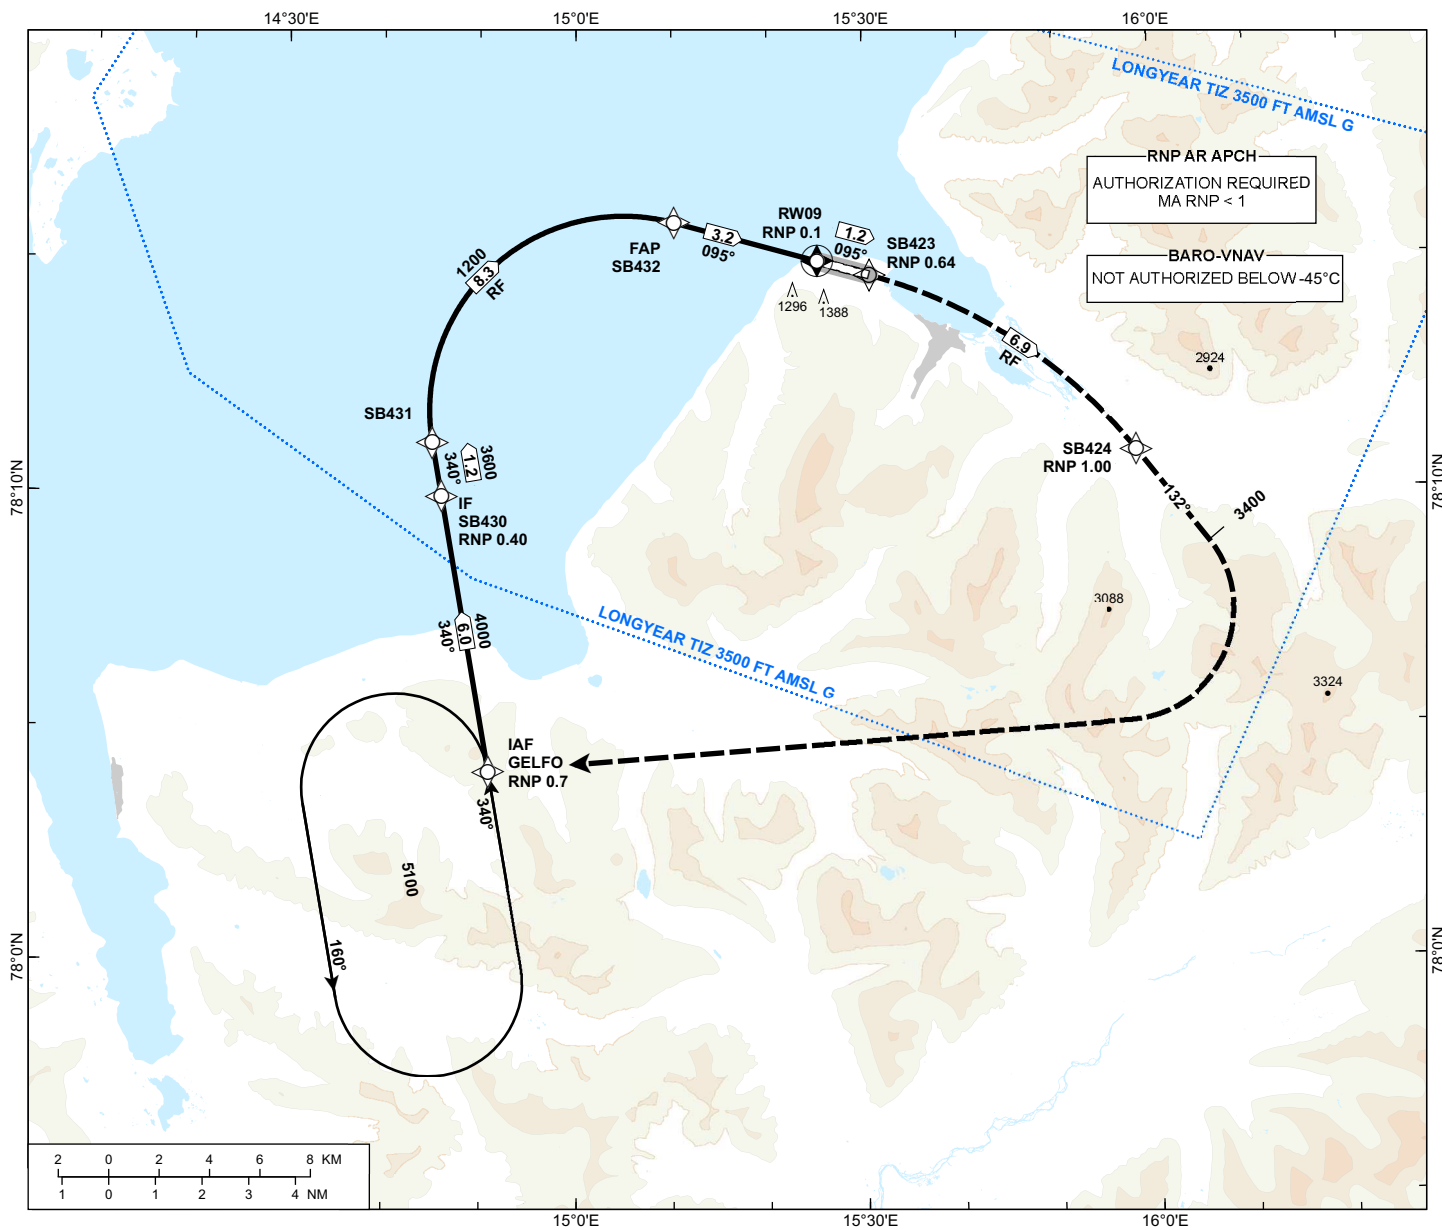 14°30'E
15°0'E
15°30'E
16°0'E
LONGYEAR TIZ 3500 FT AMSL G
RNP AR APCH
AUTHORIZATION REQUIRED
MA RNP < 1
BARO-VNAV
NOT AUTHORIZED BELOW -45°C
RW09
RNP 0.1
1.2
095°
SB423
RNP 0.64
FAP
SB432
3.2
095°
1200
8.3
RF
1296
1388
6.9
RF
2924
SB431
3600
1.2
340°
SB424
RNP 1.00
78°10'N
78°10'N
IF
SB430
RNP 0.40
132°
3400
3088
4000
6.0
340°
LONGYEAR TIZ 3500 FT AMSL G
3324
IAF
GELFO
RNP 0.7
340°
5100
160°
78°0'N
78°0'N
2 0 2 4 6 8 KM
1 0 1 2 3 4 NM
15°0'E
15°30'E
16°0'E